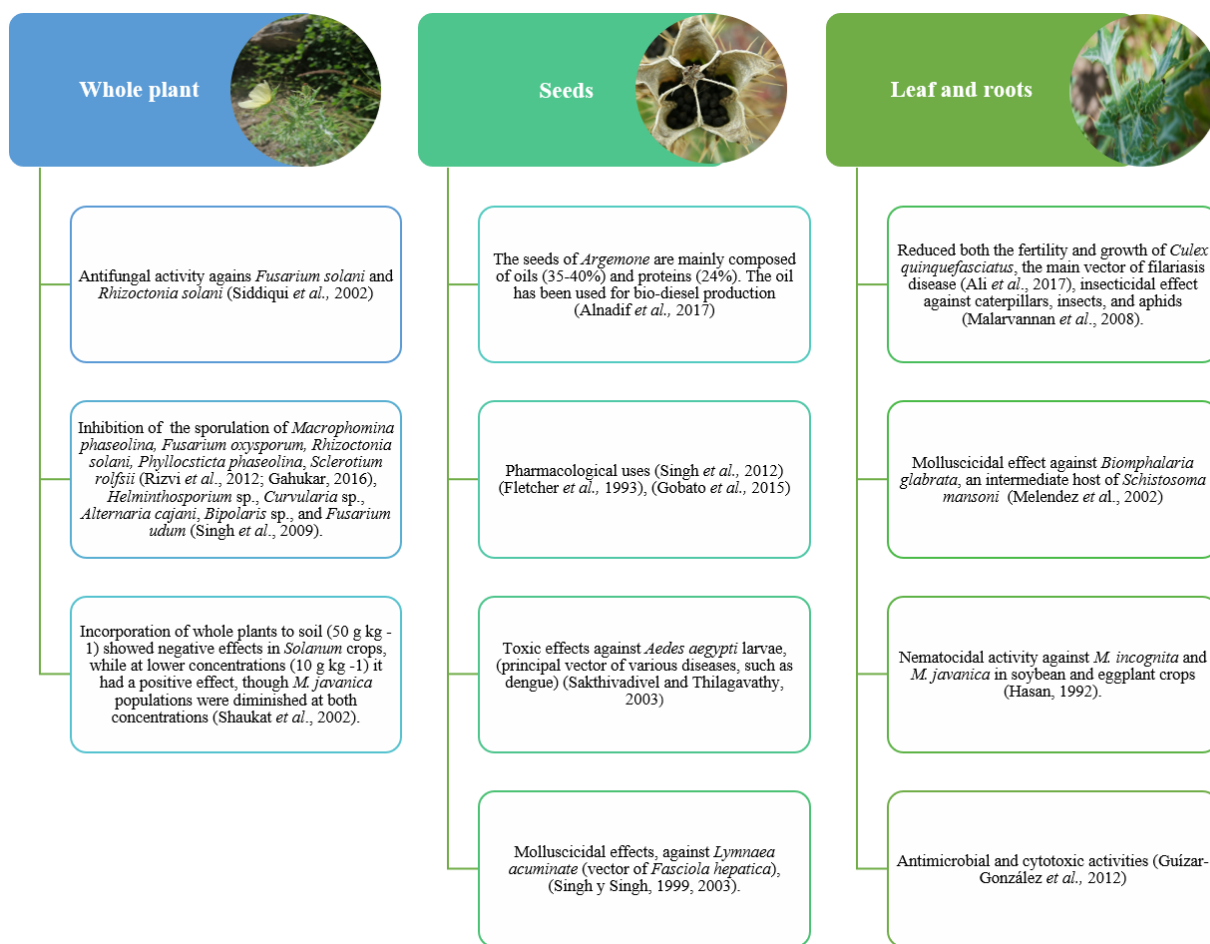 Whole plant
Antifungal activity agains Fusarium solani and
Rhizoctonia solani (Siddiqui et al., 2002)
Inhibition of the sporulation of Macrophomina
phaseolina, Fusarium oxysporum, Rhizoctonia
solani, Phyllocsticta phaseolina, Sclerotium
rolfsii (Rizvi et al., 2012; Gahukar, 2016),
Helminthosporium sp., Curvularia sp.,
Alternaria cajani, Bipolaris sp., and Fusarium
udum (Singh et al., 2009).
Incorporation of whole plants to soil (50 g kg -
1) showed negative effects in Solanum crops,
while at lower concentrations (10 g kg -1) it
had a positive effect, though M. javanica
populations were diminished at both
concentrations (Shaukat et al., 2002).
Seeds
The seeds of Argemone are mainly composed
of oils (35-40%) and proteins (24%). The oil
has been used for bio-diesel production
(Alnadif et al., 2017)
Pharmacological uses (Singh et al., 2012)
(Fletcher et al., 1993), (Gobato et al., 2015)
Toxic effects against Aedes aegypti larvae,
(principal vector of various diseases, such as
dengue) (Sakthivadivel and Thilagavathy,
2003)
Molluscicidal effects, against Lymnaea
acuminate (vector of Fasciola hepatica),
(Singh y Singh, 1999, 2003).
Leaf and roots
Reduced both the fertility and growth of Culex
quinquefasciatus, the main vector of filariasis
disease (Ali et al., 2017), insecticidal effect
against caterpillars, insects, and aphids
(Malarvannan et al., 2008).
Molluscicidal effect against Biomphalaria
glabrata, an intermediate host of Schistosoma
mansoni (Melendez et al., 2002)
Nematocidal activity against M. incognita and
M. javanica in soybean and eggplant crops
(Hasan, 1992).
Antimicrobial and cytotoxic activities (Guízar-
González et al., 2012)